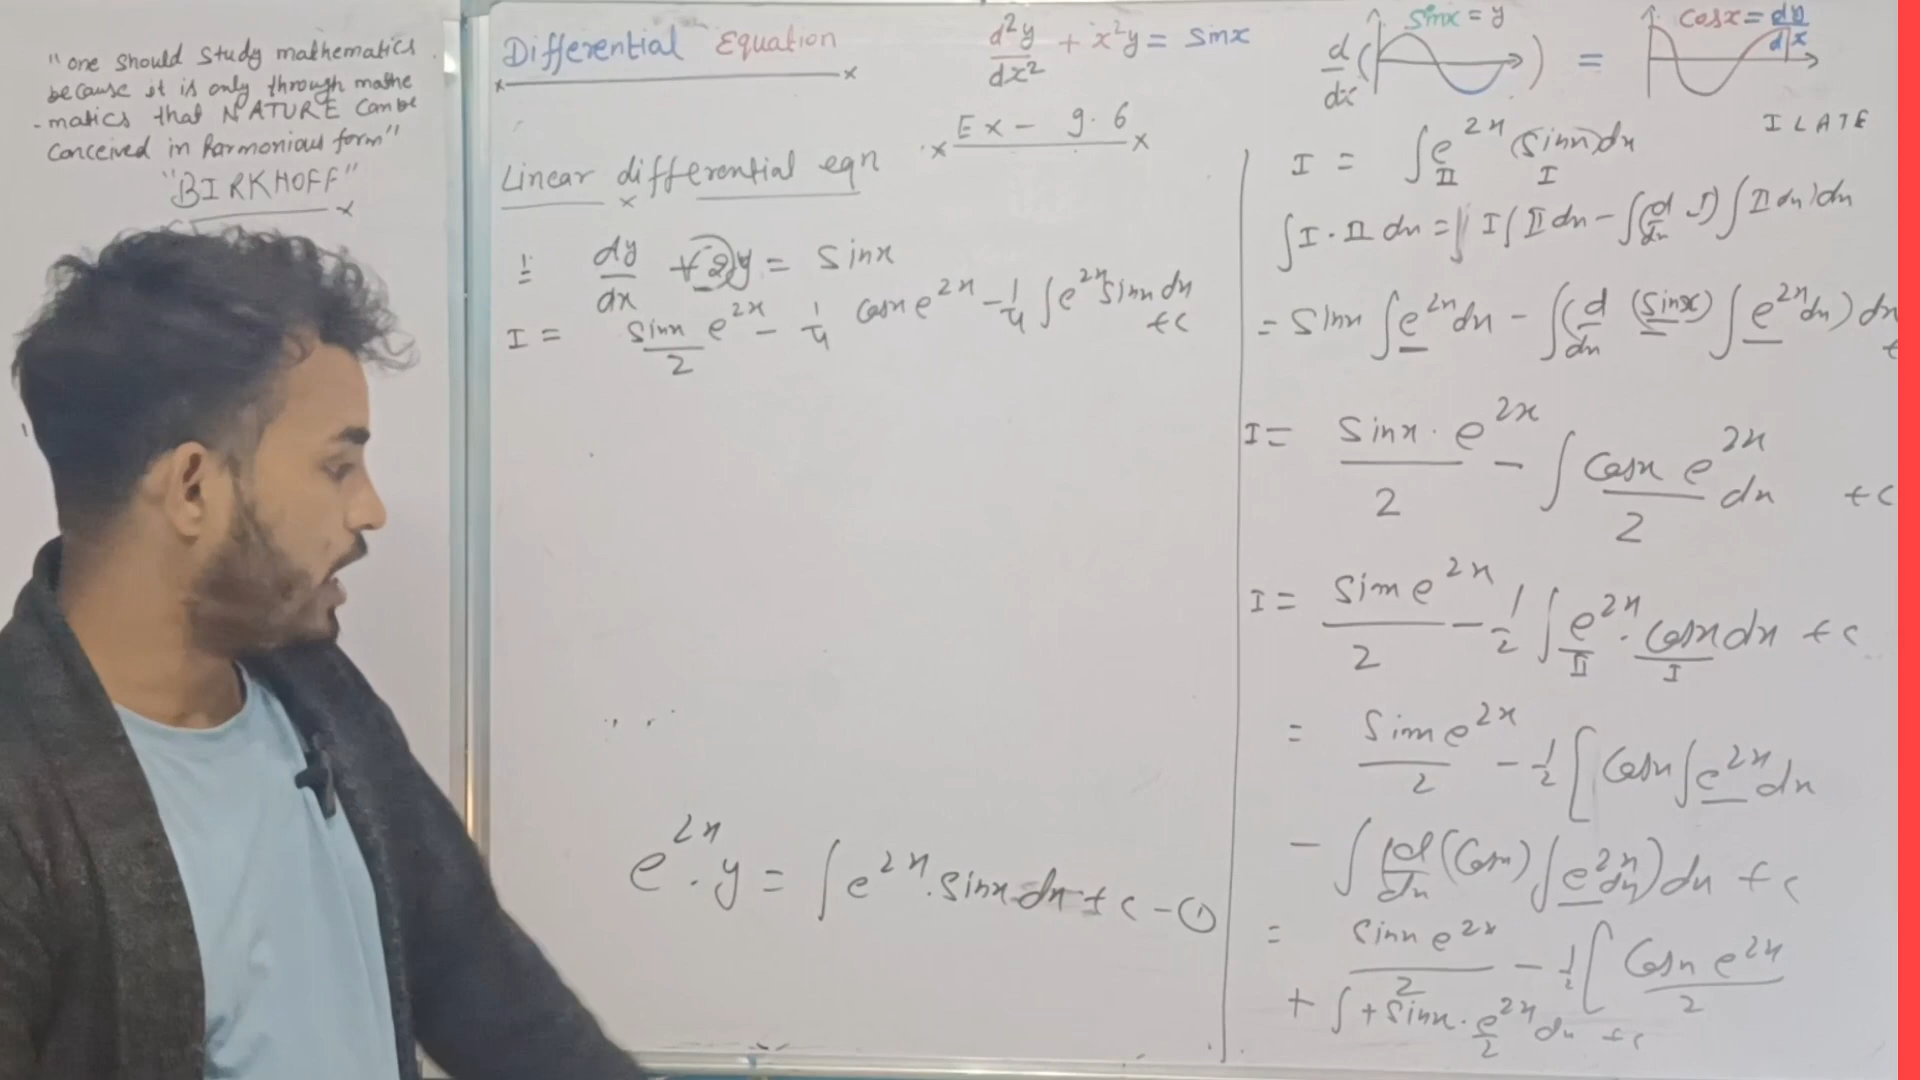 "one should study mathematics
because it is only through mathe
-matics that NATURE can be
conceived in harmonious form"
"BIRKHOFF"
Differential Equation
d²y/dx² + x²y = sinx
d/dx ( sinx = y ) = cosx = dy/dx
Ex - 9.6
Linear differential eqn
1 dy/dx + 2y = sinx
I = sinx/2 e^2x - 1/4 cosx e^2x - 1/4 ∫e^2x sinx dx + c
e^2x . y = ∫e^2x . sinx dx + c - ①
ILATE
I = ∫e^2x (sinx) dx
II I
∫I . II dx = I∫II dx - ∫(d/dx I)∫II dx) dx
= sinx ∫e^2x dx - ∫(d/dx (sinx) ∫e^2x dx) dx +
I = sinx . e^2x/2 - ∫cosx e^2x/2 dx + c
I = sinx e^2x/2 - 1/2 ∫e^2x . cosx dx + c
II I
= sinx e^2x/2 - 1/2 [cosx ∫e^2x dx
- ∫(d/dx (cosx) ∫e^2x dx) dx + c
= sinx e^2x/2 - 1/2 [cosx e^2x/2
+ ∫+sinx . e^2x/2 dx + c